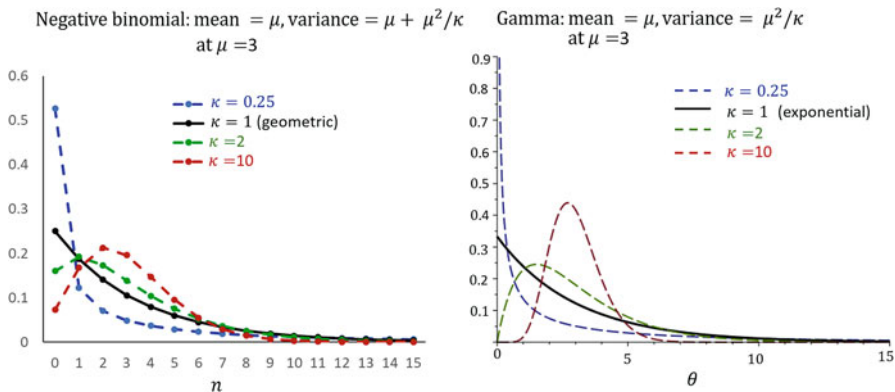 Negative binomial: mean = μ, variance = μ + μ²/κ
at μ =3
0.6
0.5
0.4
0.3
0.2
0.1
0
κ = 0.25
κ = 1 (geometric)
κ =2
κ =10
0 1 2 3 4 5 6 7 8 9 10 11 12 13 14 15
n
Gamma: mean = μ, variance = μ²/κ
at μ =3
0.9
0.8
0.7
0.6
0.5
0.4
0.3
0.2
0.1
κ = 0.25
κ = 1 (exponential)
κ =2
κ =10
0 5 10 15
θ